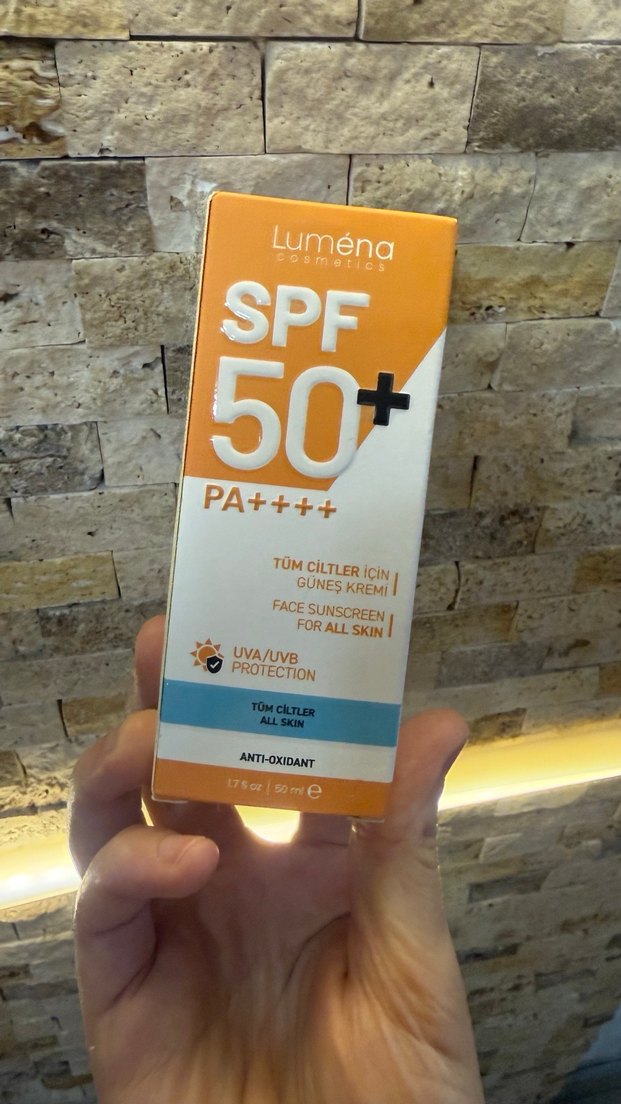 Luména
cosmetics
SPF
50+
PA++++
TÜM CİLTLER İÇİN
GÜNEŞ KREMİ
FACE SUNSCREEN
FOR ALL SKIN
UVA/UVB
PROTECTION
TÜM CİLTLER
ALL SKIN
ANTI-OXIDANT
1.7 fl oz | 50 ml ℮